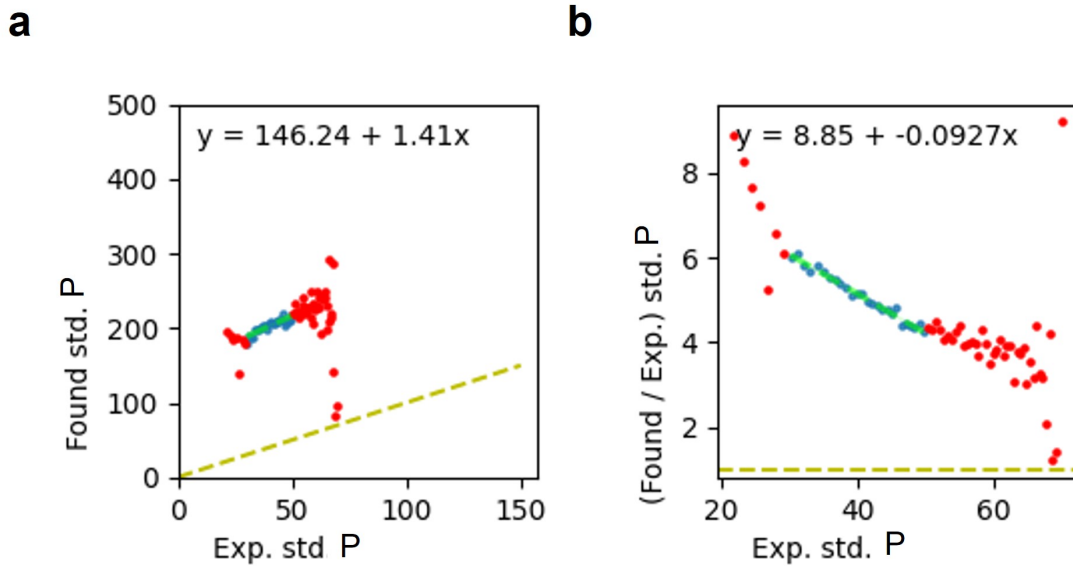 a
b
500
400
300
200
100
0
y = 146.24 + 1.41x
Found std. P
0 50 100 150
Exp. std. P
8
6
4
2
y = 8.85 + -0.0927x
(Found / Exp.) std. P
20 40 60
Exp. std. P